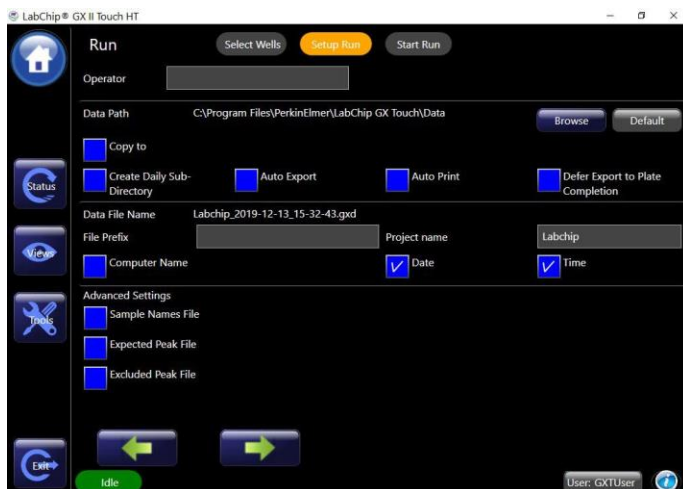 LabChip® GX II Touch HT
Run
Select Wells
Setup Run
Start Run
Operator
Data Path
C:\Program Files\PerkinElmer\LabChip GX Touch\Data
Browse
Default
Copy to
Create Daily Sub-
Directory
Auto Export
Auto Print
Defer Export to Plate
Completion
Status
Data File Name
Labchip_2019-12-13_15-32-43.gxd
File Prefix
Project name
Labchip
Views
Computer Name
Date
Time
Advanced Settings
Sample Names File
Tools
Expected Peak File
Excluded Peak File
Exit
Idle
User: GXTUser